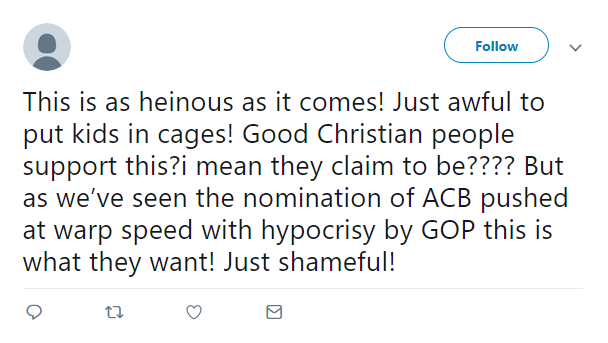 Follow
This is as heinous as it comes! Just awful to
put kids in cages! Good Christian people
support this?i mean they claim to be???? But
as we’ve seen the nomination of ACB pushed
at warp speed with hypocrisy by GOP this is
what they want! Just shameful!